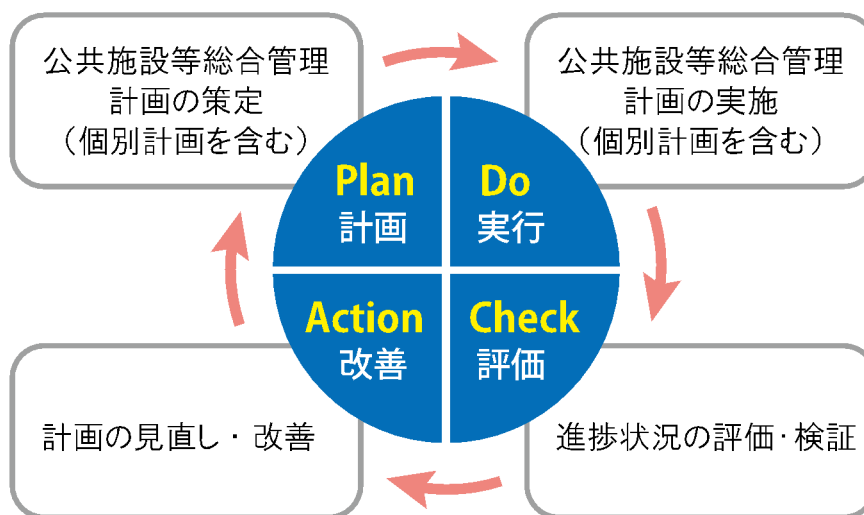 公共施設等総合管理
計画の策定
（個別計画を含む）
公共施設等総合管理
計画の実施
（個別計画を含む）
Plan
計画
Do
実行
Action
改善
Check
評価
計画の見直し・改善
進捗状況の評価・検証